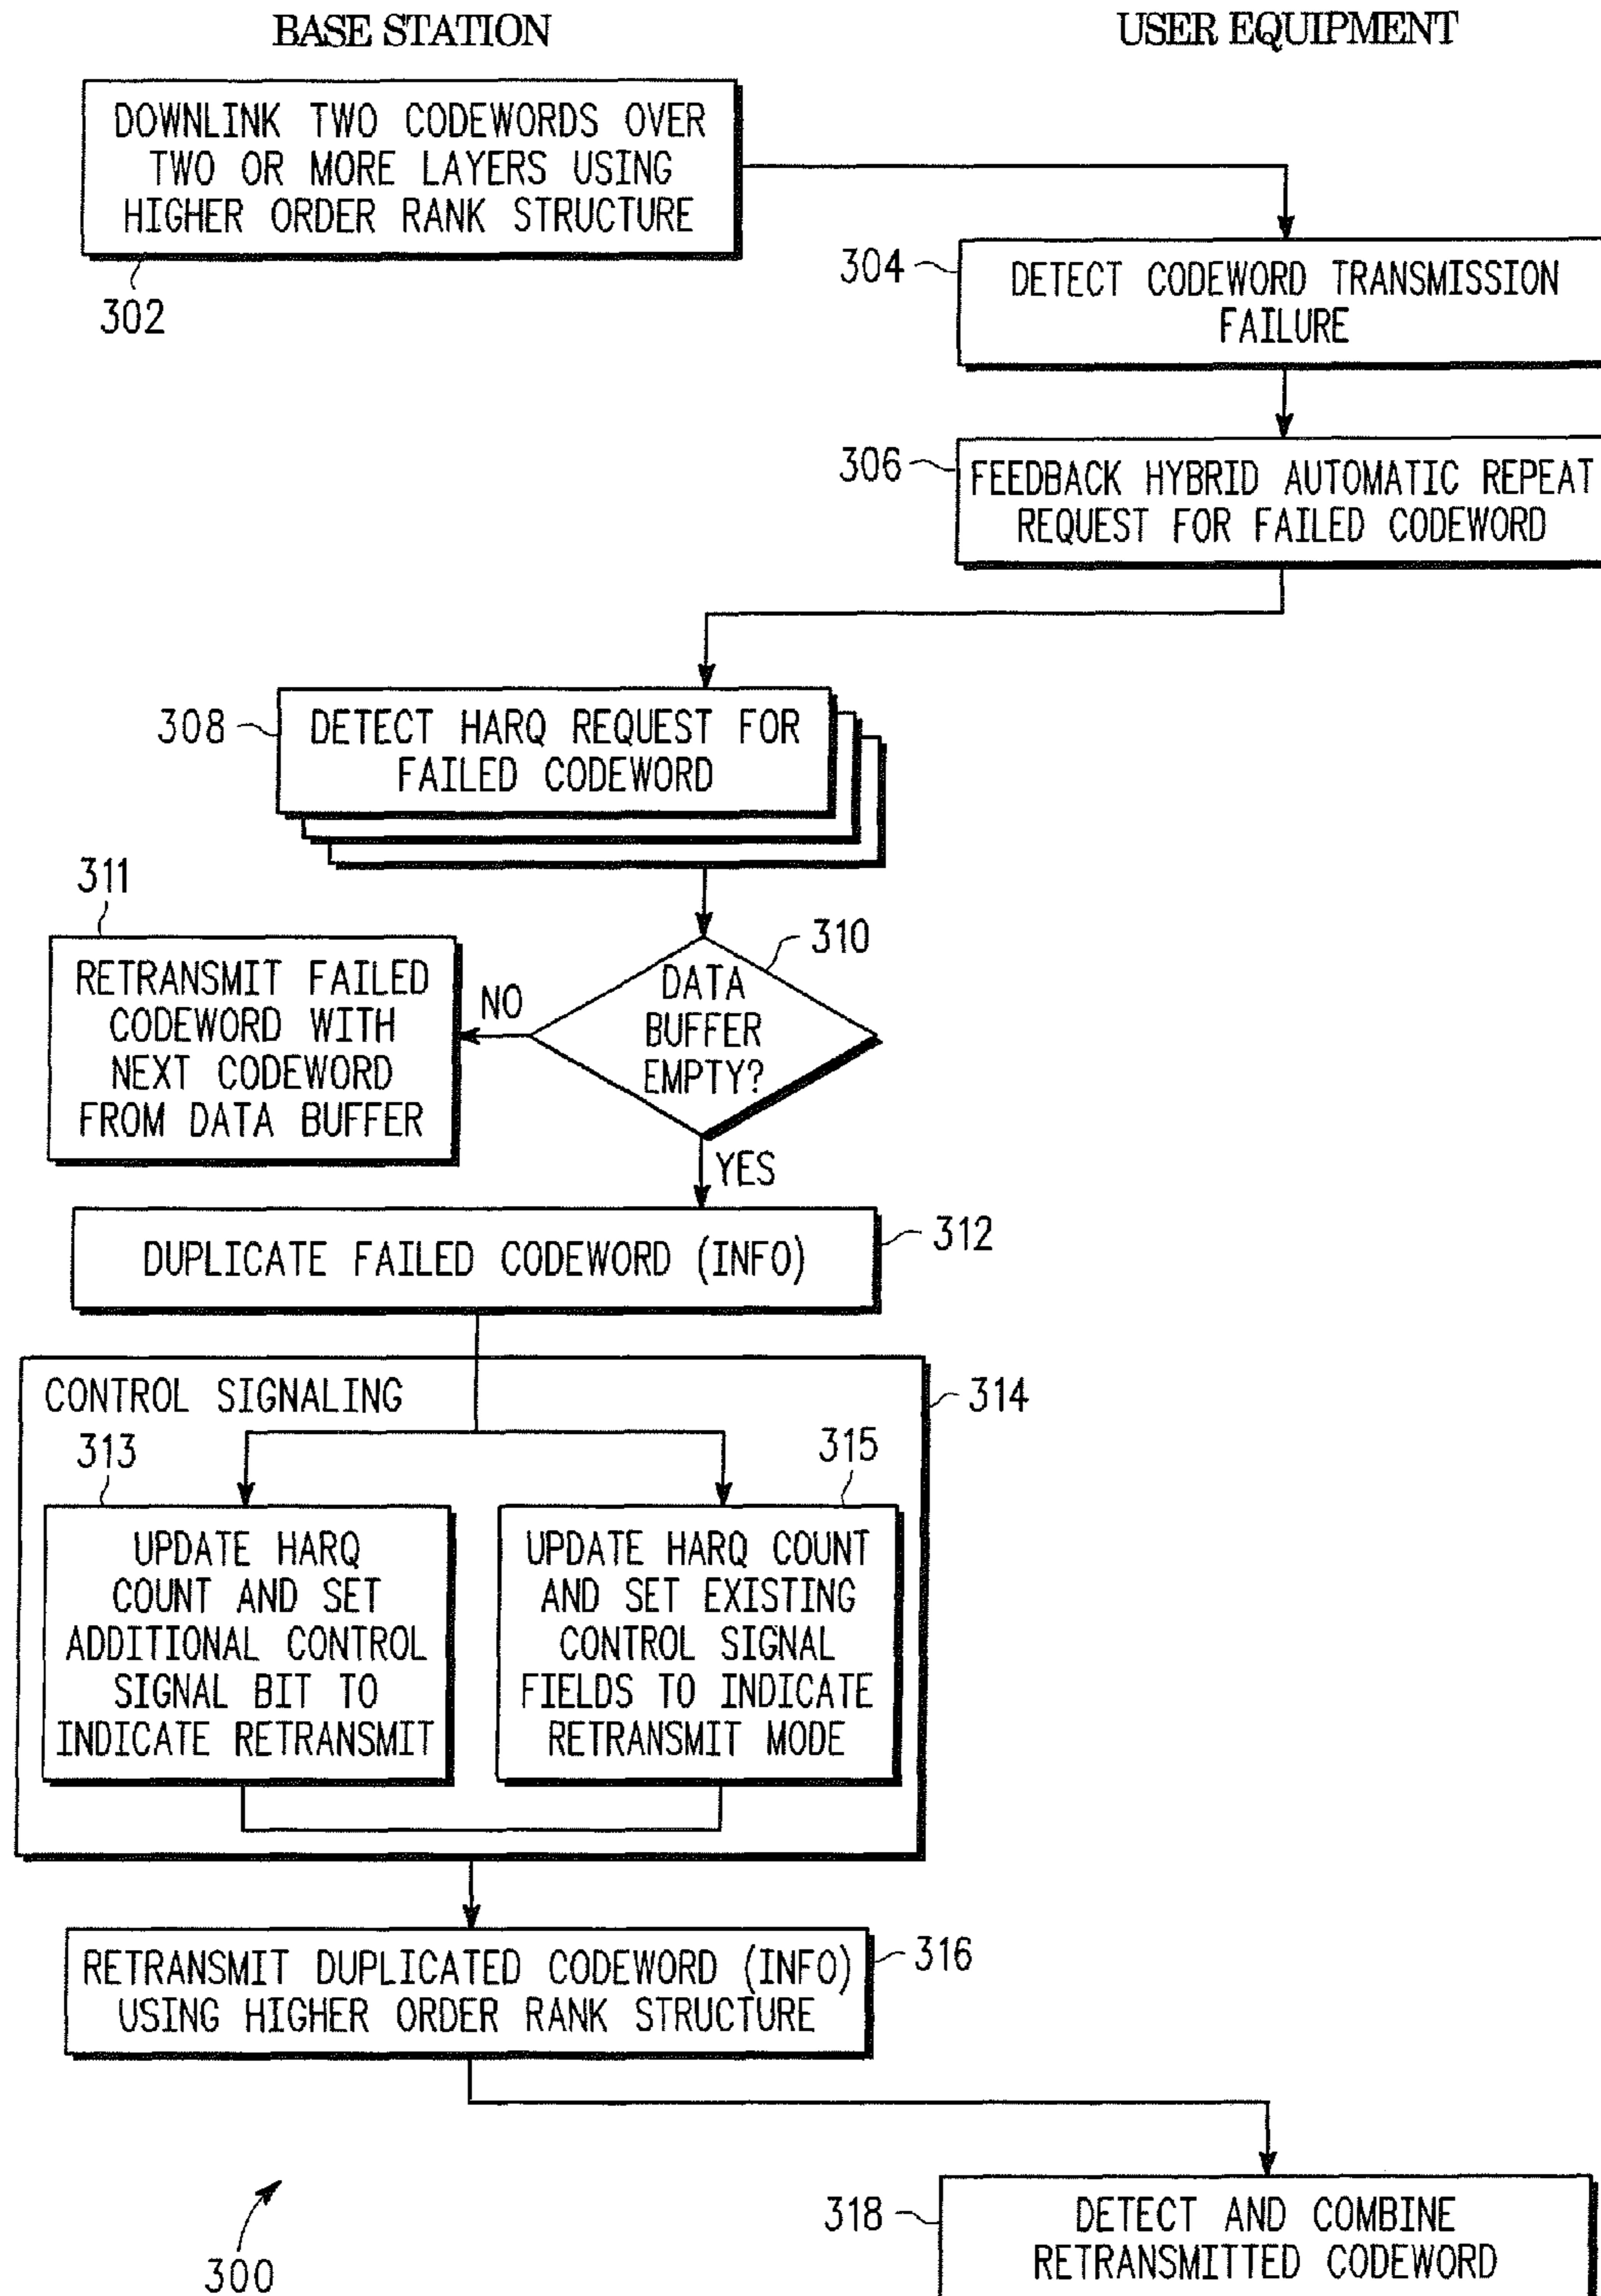 BASE STATION
USER EQUIPMENT
DOWNLINK TWO CODEWORDS OVER
TWO OR MORE LAYERS USING
HIGHER ORDER RANK STRUCTURE
302
304
DETECT CODEWORD TRANSMISSION
FAILURE
306
FEEDBACK HYBRID AUTOMATIC REPEAT
REQUEST FOR FAILED CODEWORD
308
DETECT HARQ REQUEST FOR
FAILED CODEWORD
311
RETRANSMIT FAILED
CODEWORD WITH
NEXT CODEWORD
FROM DATA BUFFER
NO
310
DATA
BUFFER
EMPTY?
YES
DUPLICATE FAILED CODEWORD (INFO)
312
CONTROL SIGNALING
314
313
UPDATE HARQ
COUNT AND SET
ADDITIONAL CONTROL
SIGNAL BIT TO
INDICATE RETRANSMIT
315
UPDATE HARQ COUNT
AND SET EXISTING
CONTROL SIGNAL
FIELDS TO INDICATE
RETRANSMIT MODE
RETRANSMIT DUPLICATED CODEWORD (INFO)
USING HIGHER ORDER RANK STRUCTURE
316
318
DETECT AND COMBINE
RETRANSMITTED CODEWORD
300